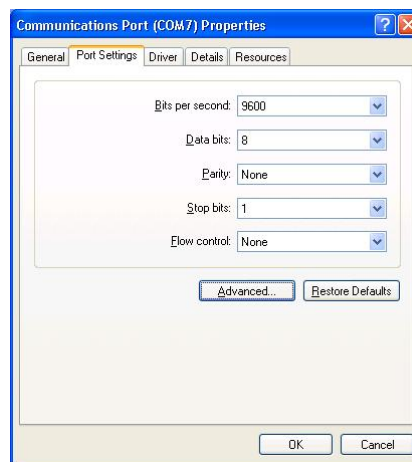 Communications Port (COM7) Properties
General Port Settings Driver Details Resources
Bits per second: 9600
Data bits: 8
Parity: None
Stop bits: 1
Flow control: None
Advanced... Restore Defaults
OK Cancel